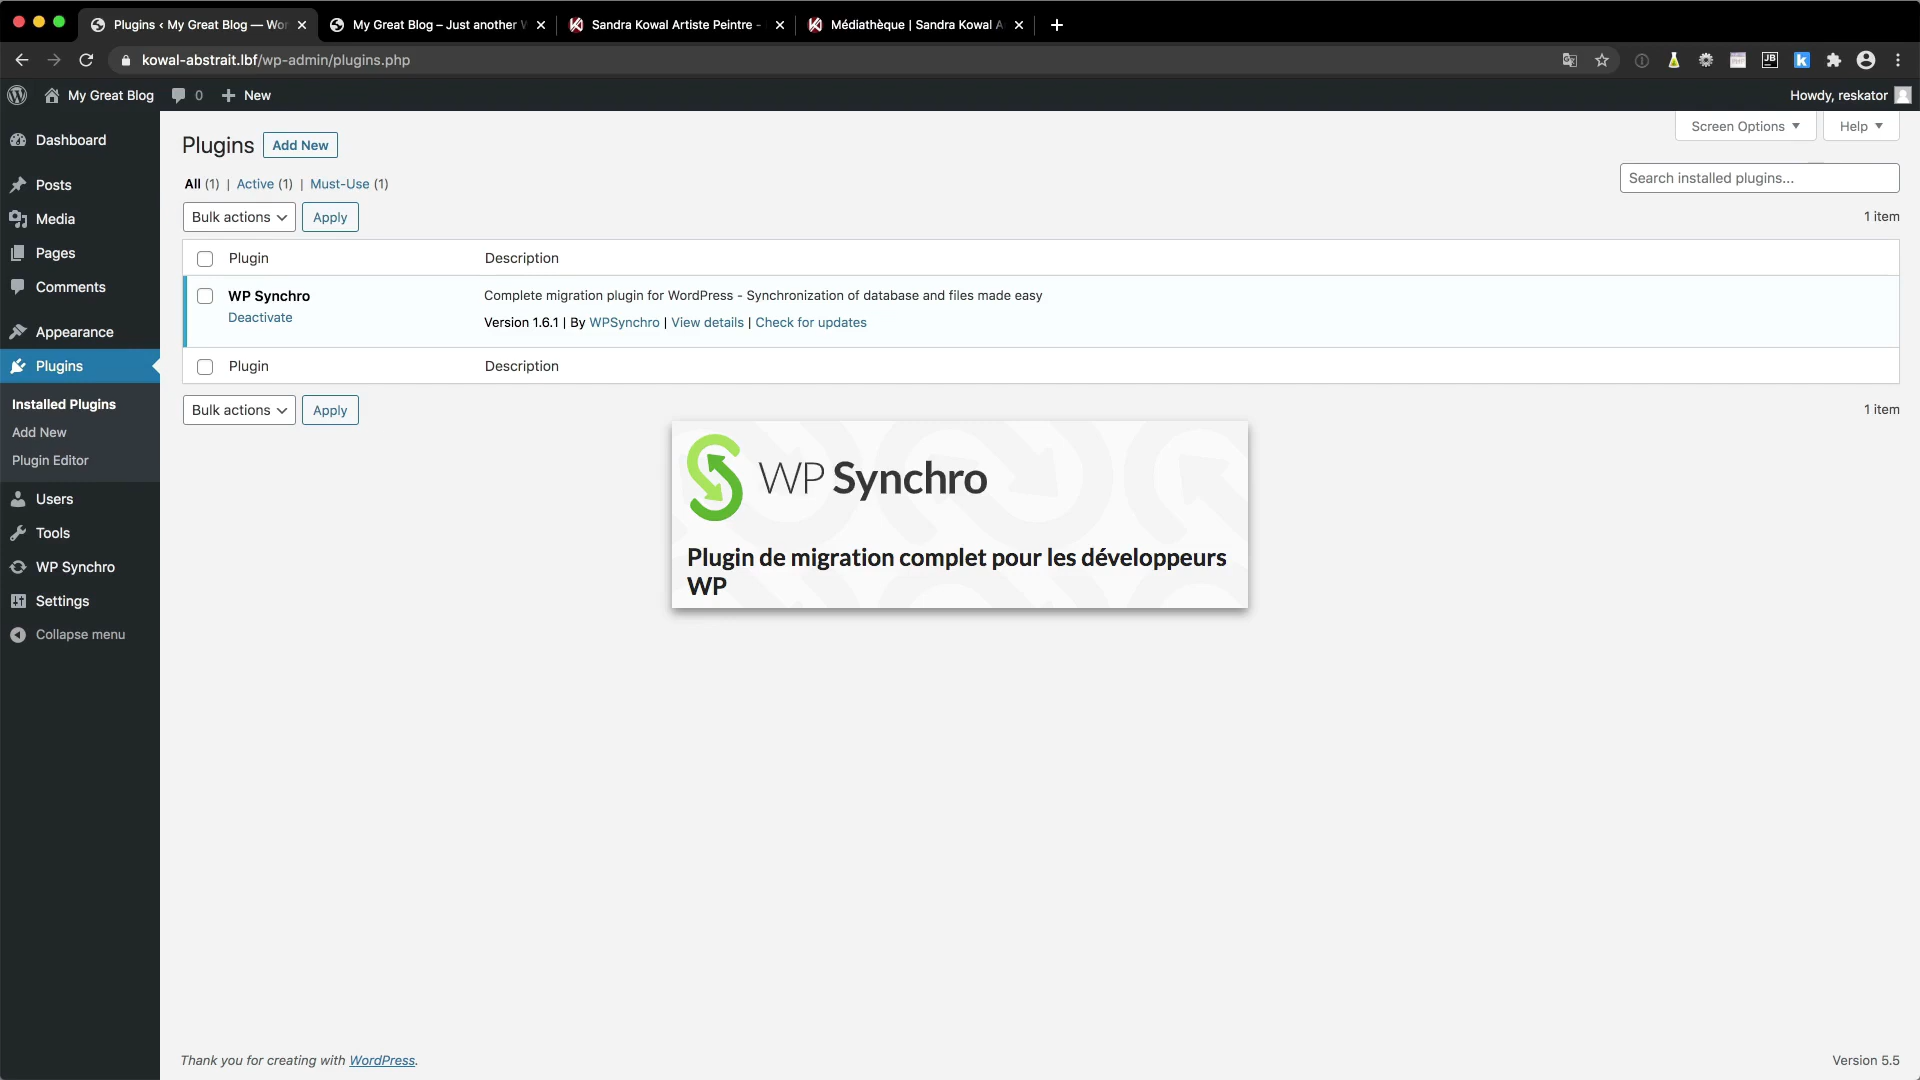 Plugins ‹ My Great Blog — Wor
My Great Blog – Just another W
Sandra Kowal Artiste Peintre -
Médiathèque | Sandra Kowal A
kowal-abstrait.lbf/wp-admin/plugins.php
JB
k
My Great Blog
0
New
Howdy, reskator
Dashboard
Posts
Media
Pages
Comments
Appearance
Plugins
Installed Plugins
Add New
Plugin Editor
Users
Tools
WP Synchro
Settings
Collapse menu
Screen Options
Help
Plugins
Add New
All (1) | Active (1) | Must-Use (1)
Search installed plugins...
Bulk actions
Apply
1 item
Plugin
Description
WP Synchro
Complete migration plugin for WordPress - Synchronization of database and files made easy
Deactivate
Version 1.6.1 | By WPSynchro | View details | Check for updates
Plugin
Description
Bulk actions
Apply
1 item
WP Synchro
Plugin de migration complet pour les développeurs
WP
Thank you for creating with WordPress.
Version 5.5